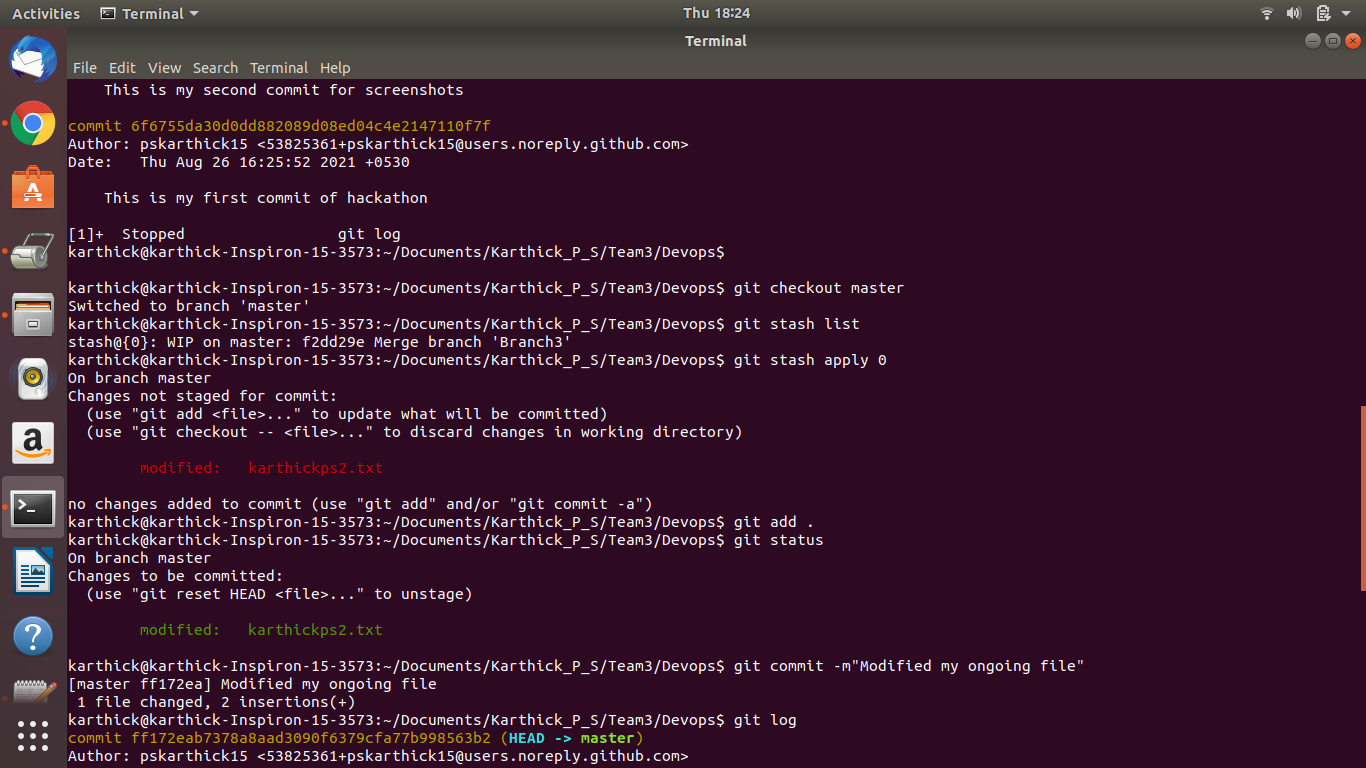 Activities Terminal Thu 18:24
Terminal
File Edit View Search Terminal Help
    This is my second commit for screenshots
commit 6f6755da30d0dd882089d08ed04c4e2147110f7f
Author: pskarthick15 <53825361+pskarthick15@users.noreply.github.com>
Date:   Thu Aug 26 16:25:52 2021 +0530
    This is my first commit of hackathon
[1]+  Stopped                 git log
karthick@karthick-Inspiron-15-3573:~/Documents/Karthick_P_S/Team3/Devops$
karthick@karthick-Inspiron-15-3573:~/Documents/Karthick_P_S/Team3/Devops$ git checkout master
Switched to branch 'master'
karthick@karthick-Inspiron-15-3573:~/Documents/Karthick_P_S/Team3/Devops$ git stash list
stash@{0}: WIP on master: f2dd29e Merge branch 'Branch3'
karthick@karthick-Inspiron-15-3573:~/Documents/Karthick_P_S/Team3/Devops$ git stash apply 0
On branch master
Changes not staged for commit:
  (use "git add <file>..." to update what will be committed)
  (use "git checkout -- <file>..." to discard changes in working directory)
        modified:   karthickps2.txt
no changes added to commit (use "git add" and/or "git commit -a")
karthick@karthick-Inspiron-15-3573:~/Documents/Karthick_P_S/Team3/Devops$ git add .
karthick@karthick-Inspiron-15-3573:~/Documents/Karthick_P_S/Team3/Devops$ git status
On branch master
Changes to be committed:
  (use "git reset HEAD <file>..." to unstage)
        modified:   karthickps2.txt
karthick@karthick-Inspiron-15-3573:~/Documents/Karthick_P_S/Team3/Devops$ git commit -m"Modified my ongoing file"
[master ff172ea] Modified my ongoing file
 1 file changed, 2 insertions(+)
karthick@karthick-Inspiron-15-3573:~/Documents/Karthick_P_S/Team3/Devops$ git log
commit ff172eab7378a8aad3090f6379cfa77b998563b2 (HEAD -> master)
Author: pskarthick15 <53825361+pskarthick15@users.noreply.github.com>